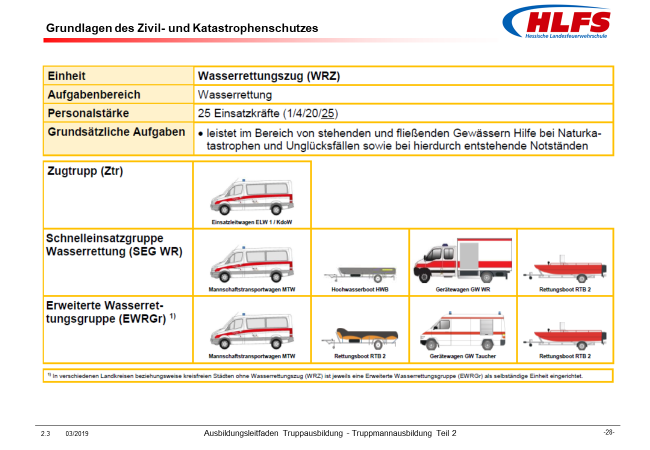 Grundlagen des Zivil- und Katastrophenschutzes
HLFS
Hessische Landesfeuerwehrschule
Einheit Wasserrettungszug (WRZ)
Aufgabenbereich Wasserrettung
Personalstärke 25 Einsatzkräfte (1/4/20/25)
Grundsätzliche Aufgaben • leistet im Bereich von stehenden und fließenden Gewässern Hilfe bei Naturka-
tastrophen und Unglücksfällen sowie bei hierdurch entstehenden Notständen
Zugtrupp (Ztr)
Einsatzleitwagen ELW 1 / KdoW
Schnelleinsatzgruppe
Wasserrettung (SEG WR)
Mannschaftstransportwagen MTW Hochwasserboot HWB Gerätewagen GW WR Rettungsboot RTB 2
Erweiterte Wasserret-
tungsgruppe (EWRGr) 1)
Mannschaftstransportwagen MTW Rettungsboot RTB 2 Gerätewagen GW Taucher Rettungsboot RTB 2
1) In verschiedenen Landkreisen beziehungsweise kreisfreien Städten ohne Wasserrettungszug (WRZ) ist jeweils eine Erweiterte Wasserrettungsgruppe (EWRGr) als selbständige Einheit eingerichtet.
2.3 03/2019 Ausbildungsleitfaden Truppausbildung - Truppmannausbildung Teil 2 -28-